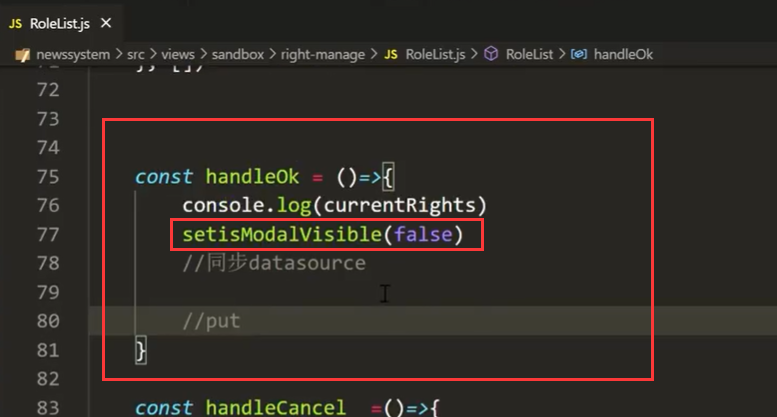 JS RoleList.js ×
newssystem > src > views > sandbox > right-manage > JS RoleList.js > RoleList > handleOk
72
73
74
75 const handleOk = ()=>{
76 console.log(currentRights)
77 setisModalVisible(false)
78 //同步datasource
79
80 //put
81 }
82
83 const handleCancel =()=>{